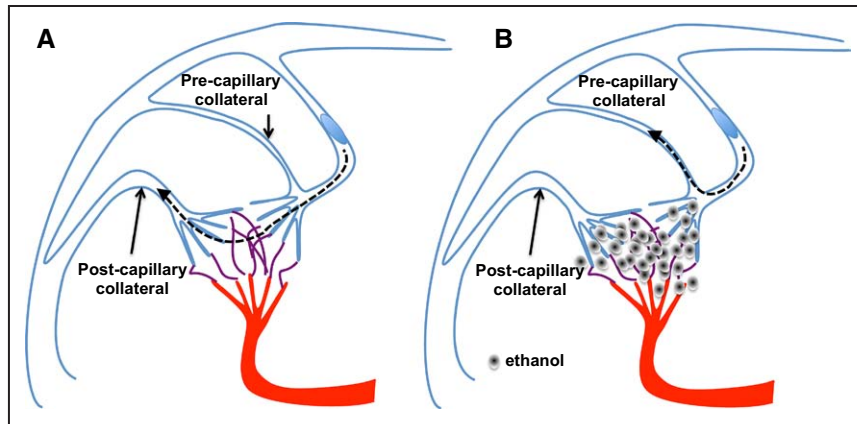 A
Pre-capillary
collateral
Post-capillary
collateral
B
Pre-capillary
collateral
Post-capillary
collateral
ethanol